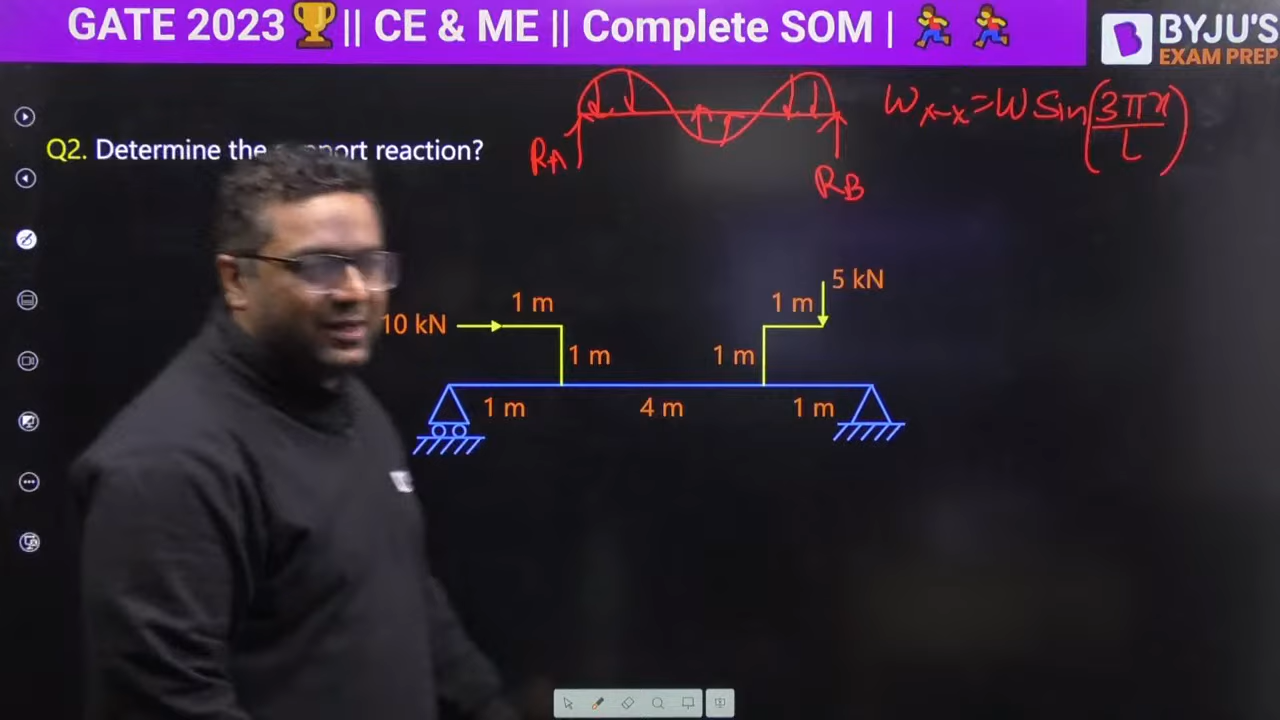 GATE 2023🏆|| CE & ME || Complete SOM | 🏃 🏃
BYJU'S
EXAM PREP
Wx-x = W Sin(3πx/L)
RA
RB
Q2. Determine the support reaction?
5 kN
1 m
1 m
10 kN
1 m
1 m
1 m
4 m
1 m